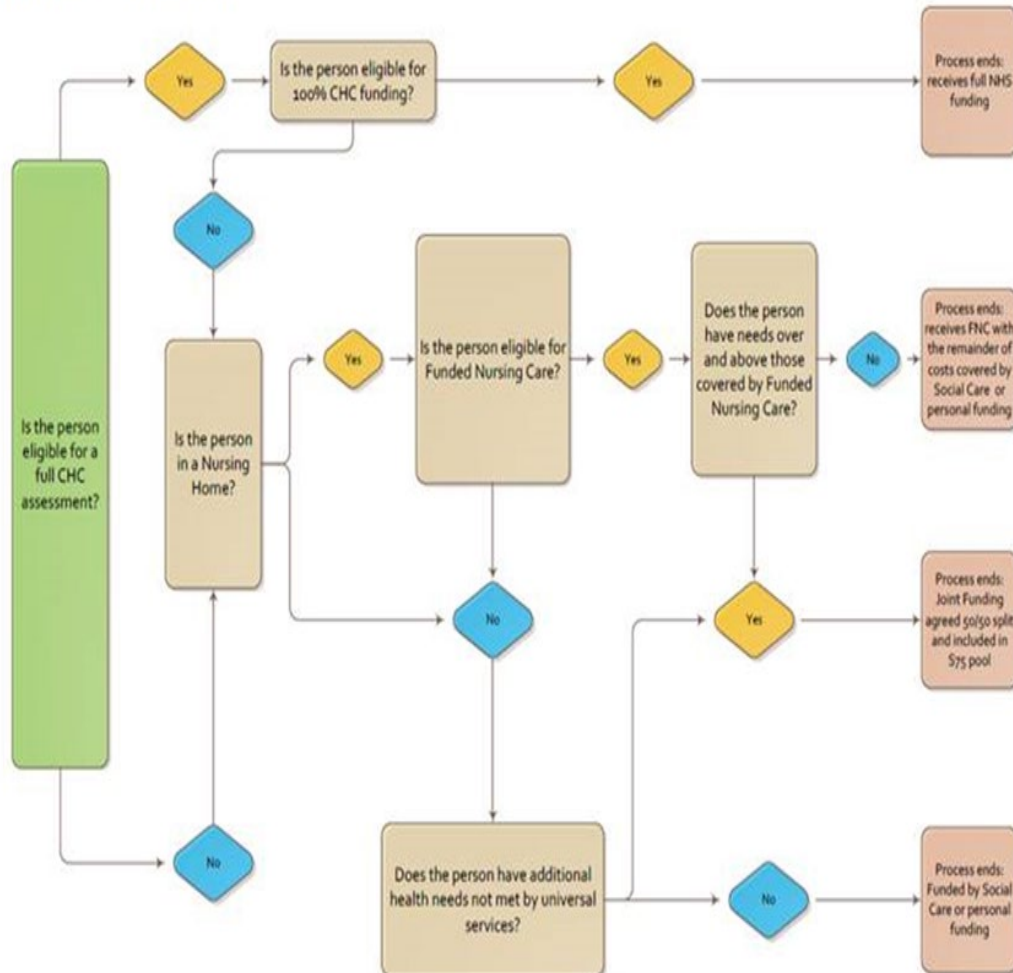 Yes
Is the person eligible for
100% CHC funding?
Yes
Process ends:
receives full NHS
funding
No
Is the person
eligible for a
full CHC
assessment?
Is the person
in a Nursing
Home?
Yes
Is the person eligible for
Funded Nursing Care?
Yes
Does the person
have needs over
and above those
covered by Funded
Nursing Care?
No
Process ends:
receives FNC with
the remainder of
costs covered by
Social Care or
personal funding
No
Yes
Process ends:
Joint Funding
agreed 50/50 split
and included in
S75 pool
No
Does the person have additional
health needs not met by universal
services?
No
Process ends:
Funded by Social
Care or personal
funding